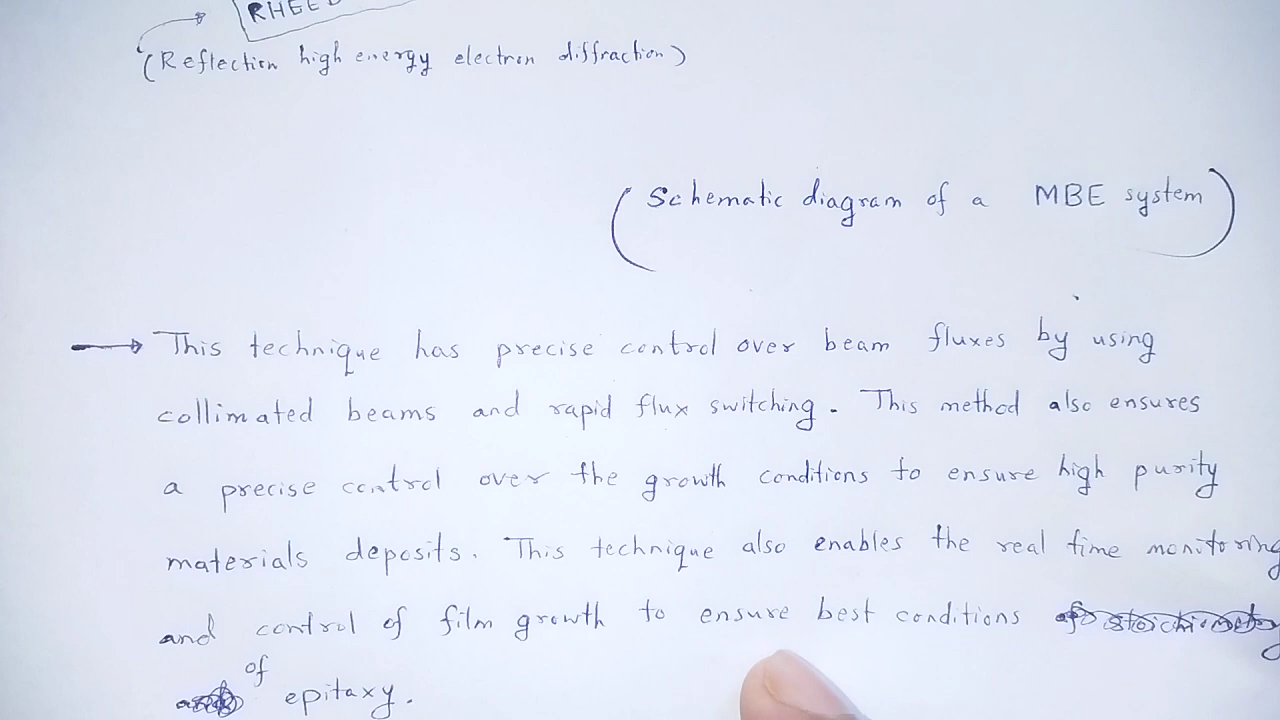 RHEED
(Reflection high energy electron diffraction)
(Schematic diagram of a MBE system)
→ This technique has precise control over beam fluxes by using
collimated beams and rapid flux switching. This method also ensures
a precise control over the growth conditions to ensure high purity
materials deposits. This technique also enables the real time monitoring
and control of film growth to ensure best conditions
of epitaxy.